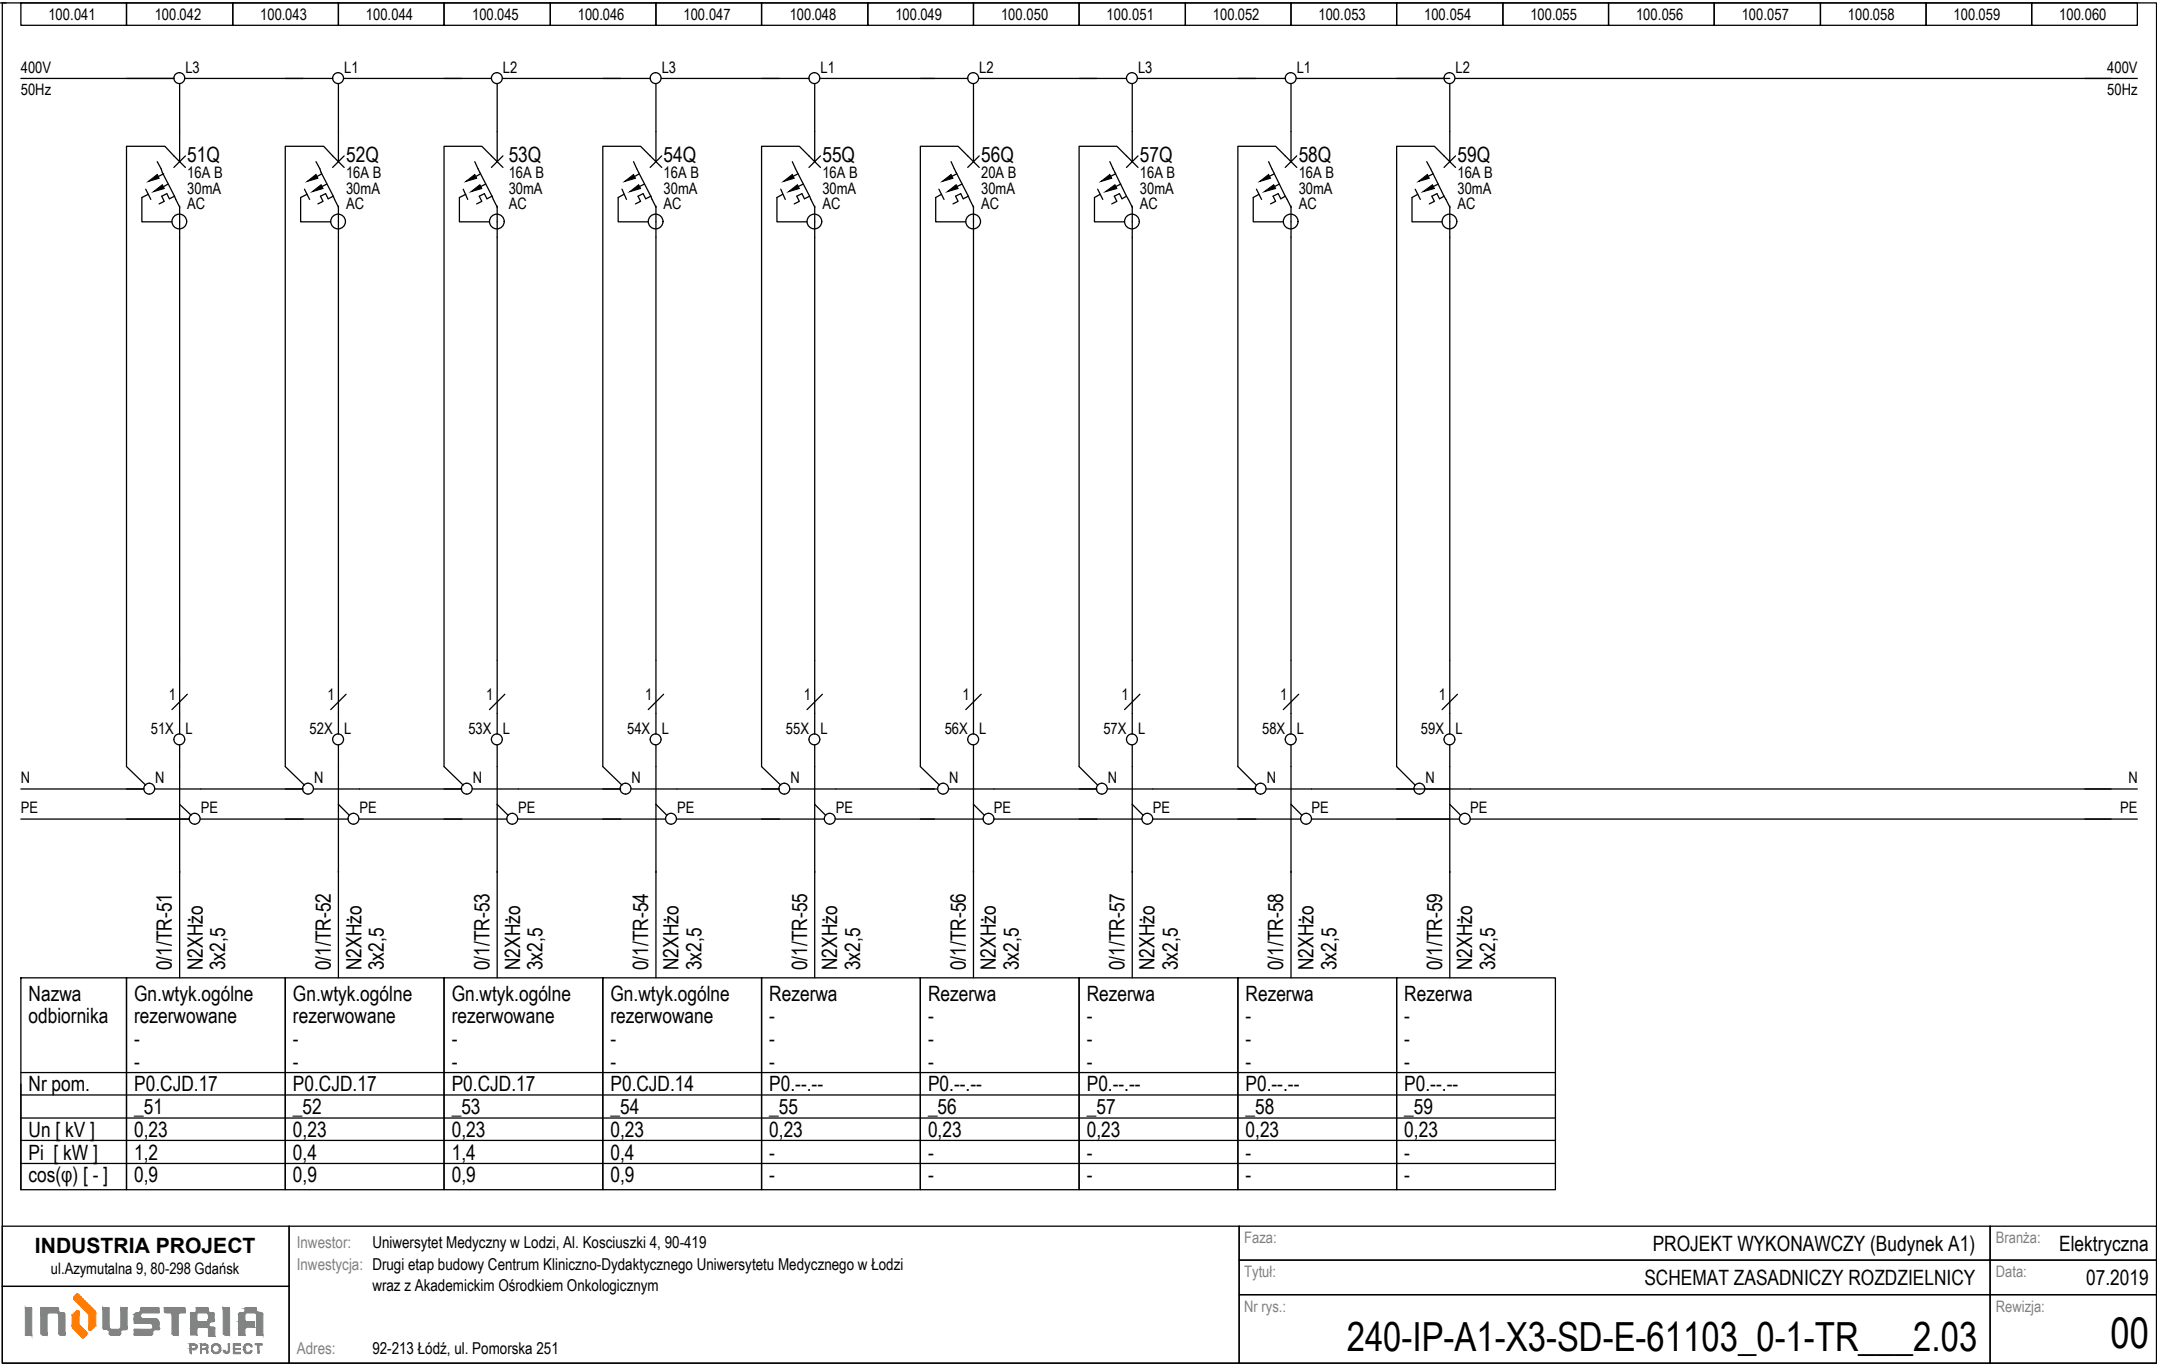 100.041 100.042 100.043 100.044 100.045 100.046 100.047 100.048 100.049 100.050 100.051 100.052 100.053 100.054 100.055 100.056 100.057 100.058 100.059 100.060
400V L3 L1 L2 L3 L1 L2 L3 L1 L2 400V
50Hz 50Hz
51Q 52Q 53Q 54Q 55Q 56Q 57Q 58Q 59Q
16A B 16A B 16A B 16A B 16A B 20A B 16A B 16A B 16A B
30mA 30mA 30mA 30mA 30mA 30mA 30mA 30mA 30mA
AC AC AC AC AC AC AC AC AC
1 1 1 1 1 1 1 1 1
51X L 52X L 53X L 54X L 55X L 56X L 57X L 58X L 59X L
N N N N N N N N N N N
PE PE PE PE PE PE PE PE PE PE PE
0/1/TR-51 N2XHżo 3x2,5
0/1/TR-52 N2XHżo 3x2,5
0/1/TR-53 N2XHżo 3x2,5
0/1/TR-54 N2XHżo 3x2,5
0/1/TR-55 N2XHżo 3x2,5
0/1/TR-56 N2XHżo 3x2,5
0/1/TR-57 N2XHżo 3x2,5
0/1/TR-58 N2XHżo 3x2,5
0/1/TR-59 N2XHżo 3x2,5
Nazwa Gn.wtyk.ogólne Gn.wtyk.ogólne Gn.wtyk.ogólne Gn.wtyk.ogólne Rezerwa Rezerwa Rezerwa Rezerwa Rezerwa
odbiornika rezerwowane rezerwowane rezerwowane rezerwowane - - - - -
- - - - - - - - -
- - - - - - - - -
Nr pom. P0.CJD.17 P0.CJD.17 P0.CJD.17 P0.CJD.14 P0.--.-- P0.--.-- P0.--.-- P0.--.-- P0.--.--
_51 _52 _53 _54 _55 _56 _57 _58 _59
Un [ kV ] 0,23 0,23 0,23 0,23 0,23 0,23 0,23 0,23 0,23
Pi [ kW ] 1,2 0,4 1,4 0,4 - - - - -
cos(φ) [ - ] 0,9 0,9 0,9 0,9 - - - - -
INDUSTRIA PROJECT
ul.Azymutalna 9, 80-298 Gdańsk
INDUSTRIA
PROJECT
Inwestor: Uniwersytet Medyczny w Lodzi, Al. Kosciuszki 4, 90-419
Inwestycja: Drugi etap budowy Centrum Kliniczno-Dydaktycznego Uniwersytetu Medycznego w Łodzi
wraz z Akademickim Ośrodkiem Onkologicznym
Adres: 92-213 Łódź, ul. Pomorska 251
Faza: PROJEKT WYKONAWCZY (Budynek A1)
Branża: Elektryczna
Tytuł: SCHEMAT ZASADNICZY ROZDZIELNICY
Data: 07.2019
Nr rys.: 240-IP-A1-X3-SD-E-61103_0-1-TR___2.03
Rewizja: 00